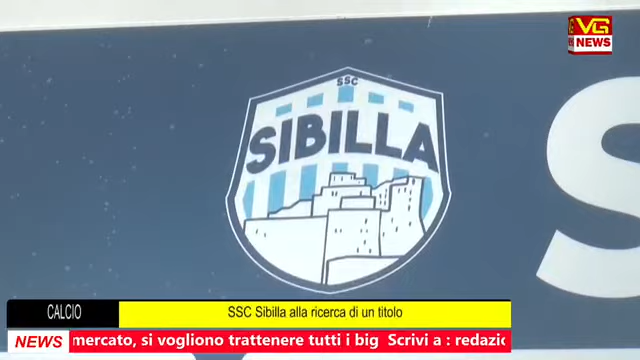 VG
NEWS
SSC
SIBILLA
S
CALCIO
SSC Sibilla alla ricerca di un titolo
NEWS
mercato, si vogliono trattenere tutti i big Scrivi a : redazio